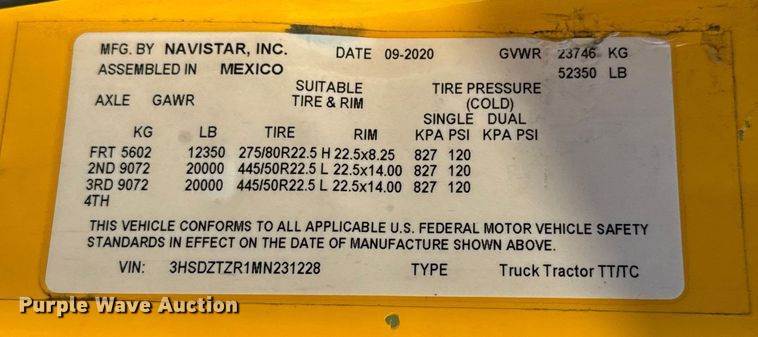 MFG. BY NAVISTAR, INC. DATE 09-2020 GVWR 23746 KG
ASSEMBLED IN MEXICO 52350 LB
SUITABLE TIRE PRESSURE
AXLE GAWR TIRE & RIM (COLD)
SINGLE DUAL
KG LB TIRE RIM KPA PSI KPA PSI
FRT 5602 12350 275/80R22.5 H 22.5x8.25 827 120
2ND 9072 20000 445/50R22.5 L 22.5x14.00 827 120
3RD 9072 20000 445/50R22.5 L 22.5x14.00 827 120
4TH
THIS VEHICLE CONFORMS TO ALL APPLICABLE U.S. FEDERAL MOTOR VEHICLE SAFETY
STANDARDS IN EFFECT ON THE DATE OF MANUFACTURE SHOWN ABOVE.
VIN: 3HSDZTZR1MN231228 TYPE Truck Tractor TT/TC
Purple Wave Auction